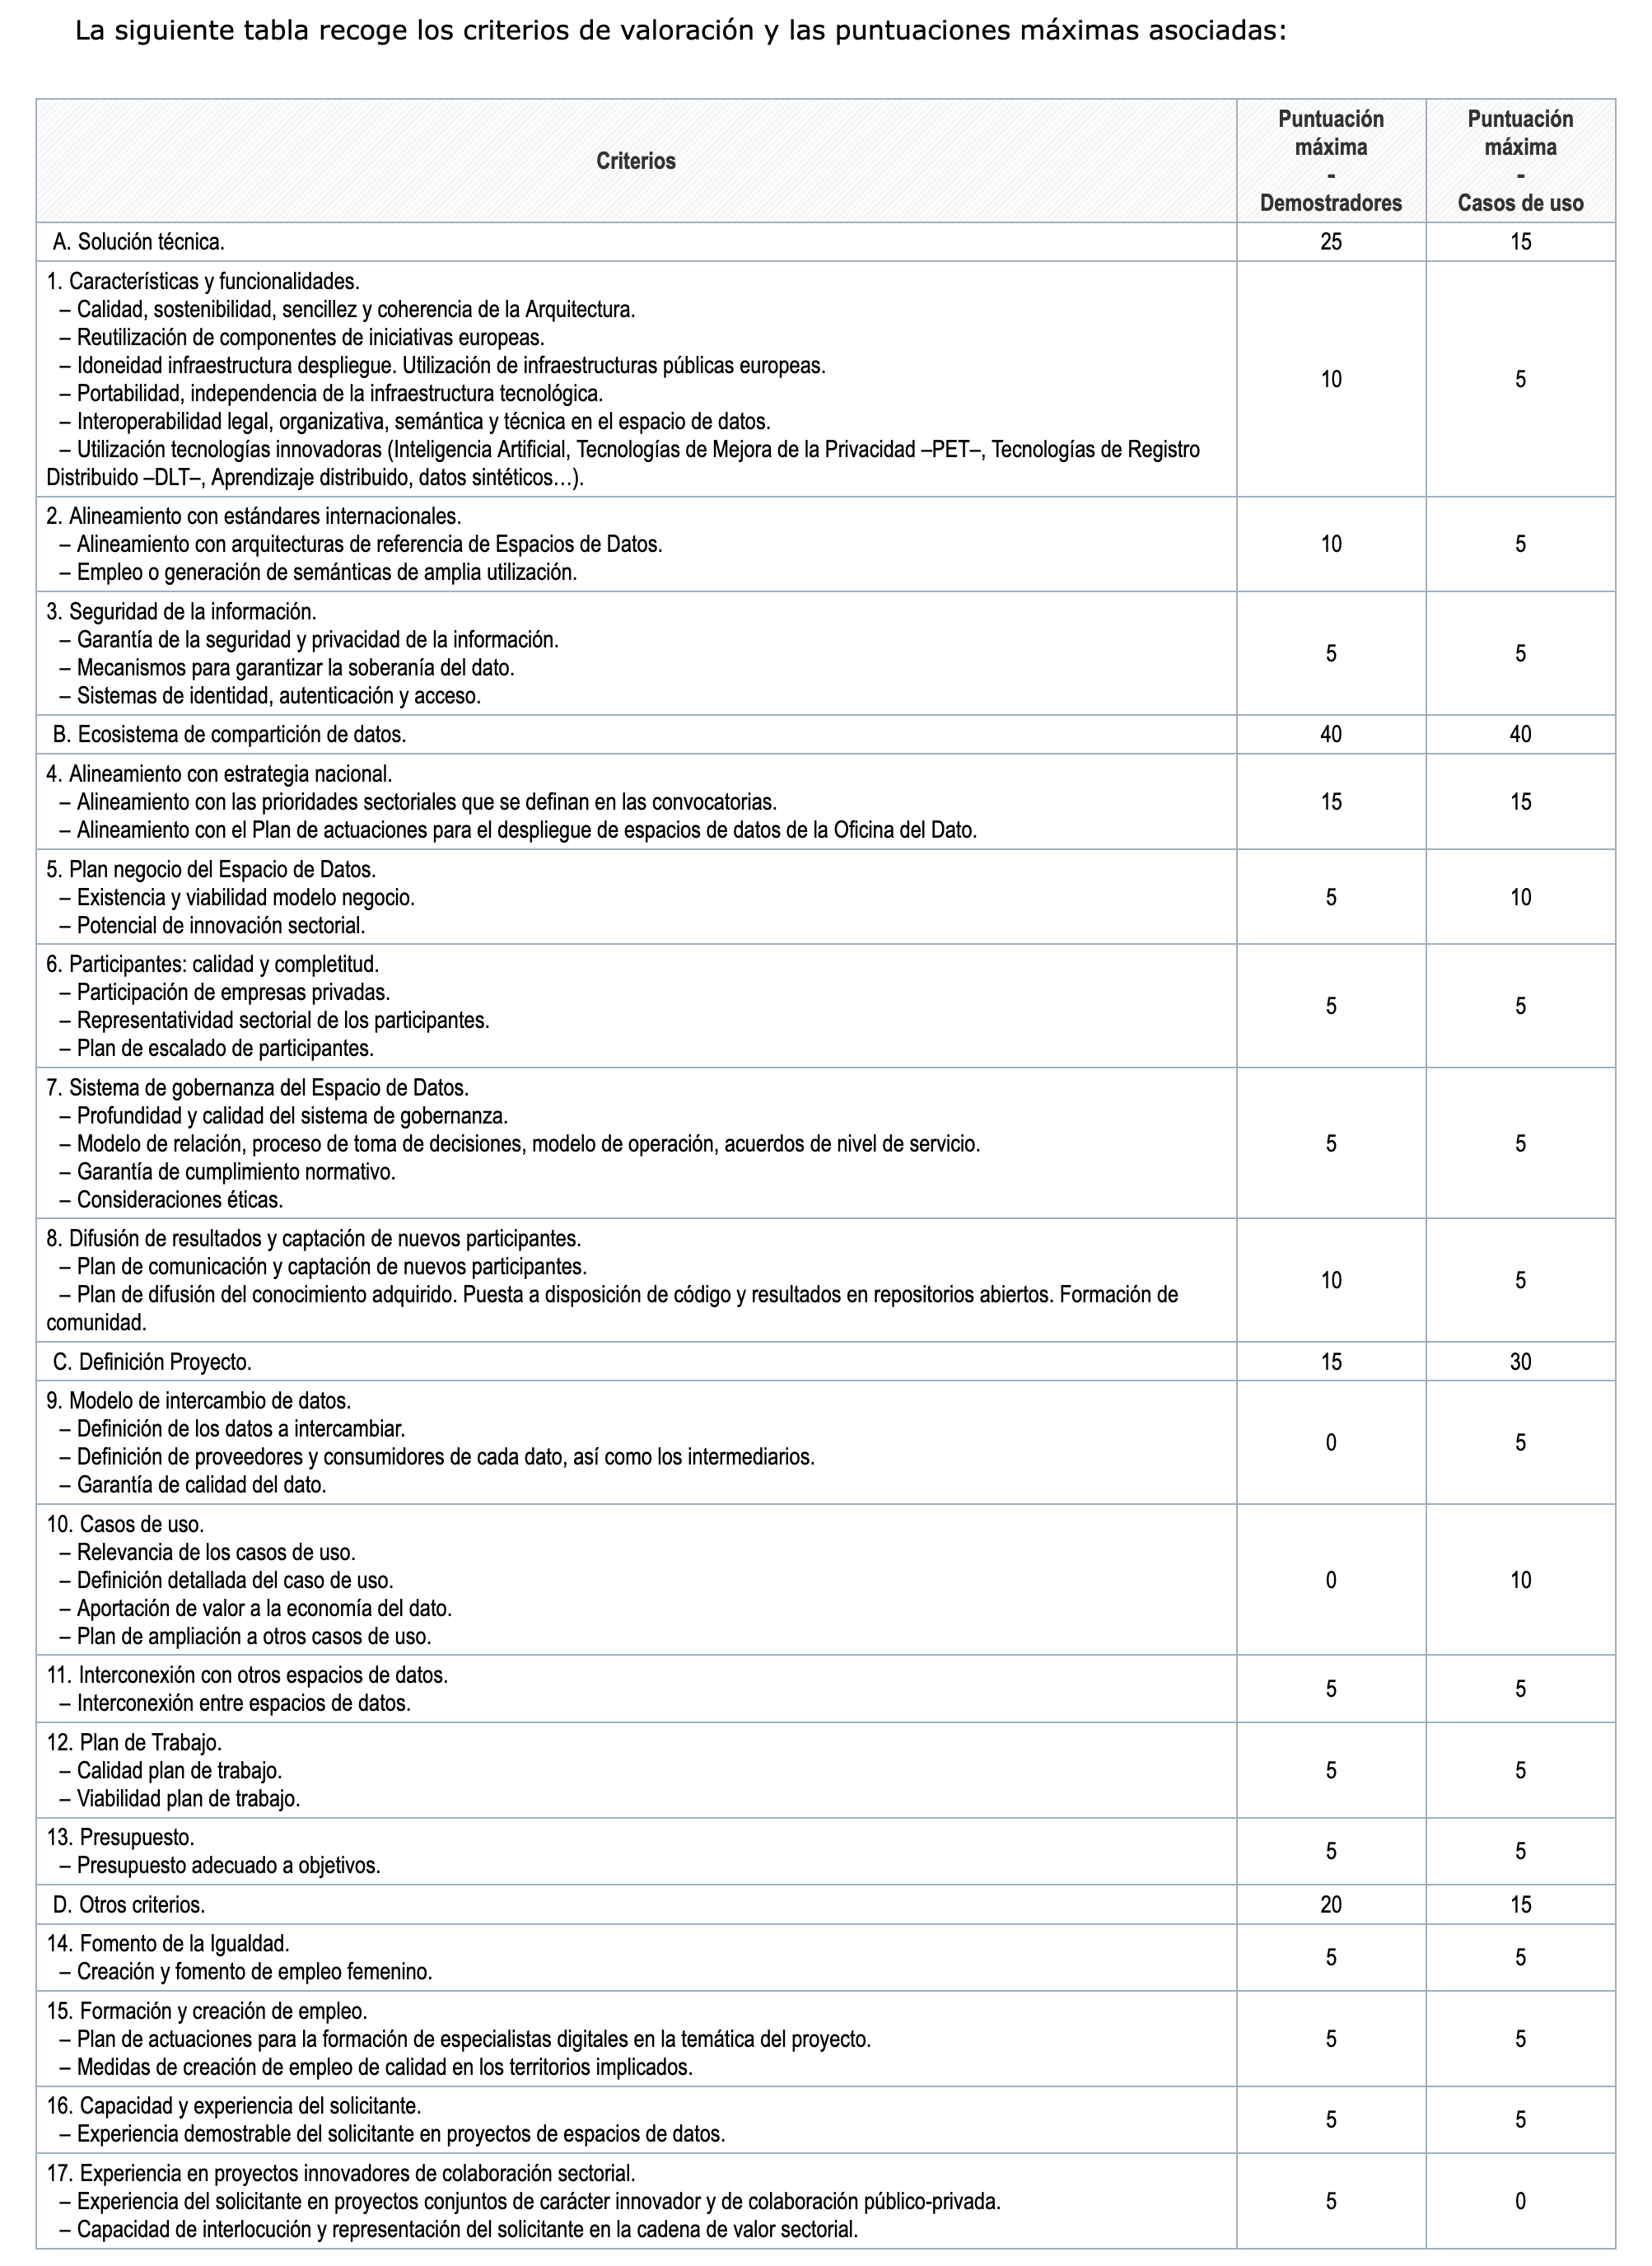 La siguiente tabla recoge los criterios de valoración y las puntuaciones máximas asociadas:
Criterios
Puntuación
máxima
-
Demostradores
Puntuación
máxima
-
Casos de uso
A. Solución técnica.
25
15
1. Características y funcionalidades.
– Calidad, sostenibilidad, sencillez y coherencia de la Arquitectura.
– Reutilización de componentes de iniciativas europeas.
– Idoneidad infraestructura despliegue. Utilización de infraestructuras públicas europeas.
– Portabilidad, independencia de la infraestructura tecnológica.
– Interoperabilidad legal, organizativa, semántica y técnica en el espacio de datos.
– Utilización tecnologías innovadoras (Inteligencia Artificial, Tecnologías de Mejora de la Privacidad –PET–, Tecnologías de Registro
Distribuido –DLT–, Aprendizaje distribuido, datos sintéticos…).
10
5
2. Alineamiento con estándares internacionales.
– Alineamiento con arquitecturas de referencia de Espacios de Datos.
– Empleo o generación de semánticas de amplia utilización.
10
5
3. Seguridad de la información.
– Garantía de la seguridad y privacidad de la información.
– Mecanismos para garantizar la soberanía del dato.
– Sistemas de identidad, autenticación y acceso.
5
5
B. Ecosistema de compartición de datos.
40
40
4. Alineamiento con estrategia nacional.
– Alineamiento con las prioridades sectoriales que se definan en las convocatorias.
– Alineamiento con el Plan de actuaciones para el despliegue de espacios de datos de la Oficina del Dato.
15
15
5. Plan negocio del Espacio de Datos.
– Existencia y viabilidad modelo negocio.
– Potencial de innovación sectorial.
5
10
6. Participantes: calidad y completitud.
– Participación de empresas privadas.
– Representatividad sectorial de los participantes.
– Plan de escalado de participantes.
5
5
7. Sistema de gobernanza del Espacio de Datos.
– Profundidad y calidad del sistema de gobernanza.
– Modelo de relación, proceso de toma de decisiones, modelo de operación, acuerdos de nivel de servicio.
– Garantía de cumplimiento normativo.
– Consideraciones éticas.
5
5
8. Difusión de resultados y captación de nuevos participantes.
– Plan de comunicación y captación de nuevos participantes.
– Plan de difusión del conocimiento adquirido. Puesta a disposición de código y resultados en repositorios abiertos. Formación de
comunidad.
10
5
C. Definición Proyecto.
15
30
9. Modelo de intercambio de datos.
– Definición de los datos a intercambiar.
– Definición de proveedores y consumidores de cada dato, así como los intermediarios.
– Garantía de calidad del dato.
0
5
10. Casos de uso.
– Relevancia de los casos de uso.
– Definición detallada del caso de uso.
– Aportación de valor a la economía del dato.
– Plan de ampliación a otros casos de uso.
0
10
11. Interconexión con otros espacios de datos.
– Interconexión entre espacios de datos.
5
5
12. Plan de Trabajo.
– Calidad plan de trabajo.
– Viabilidad plan de trabajo.
5
5
13. Presupuesto.
– Presupuesto adecuado a objetivos.
5
5
D. Otros criterios.
20
15
14. Fomento de la Igualdad.
– Creación y fomento de empleo femenino.
5
5
15. Formación y creación de empleo.
– Plan de actuaciones para la formación de especialistas digitales en la temática del proyecto.
– Medidas de creación de empleo de calidad en los territorios implicados.
5
5
16. Capacidad y experiencia del solicitante.
– Experiencia demostrable del solicitante en proyectos de espacios de datos.
5
5
17. Experiencia en proyectos innovadores de colaboración sectorial.
– Experiencia del solicitante en proyectos conjuntos de carácter innovador y de colaboración público-privada.
– Capacidad de interlocución y representación del solicitante en la cadena de valor sectorial.
5
0